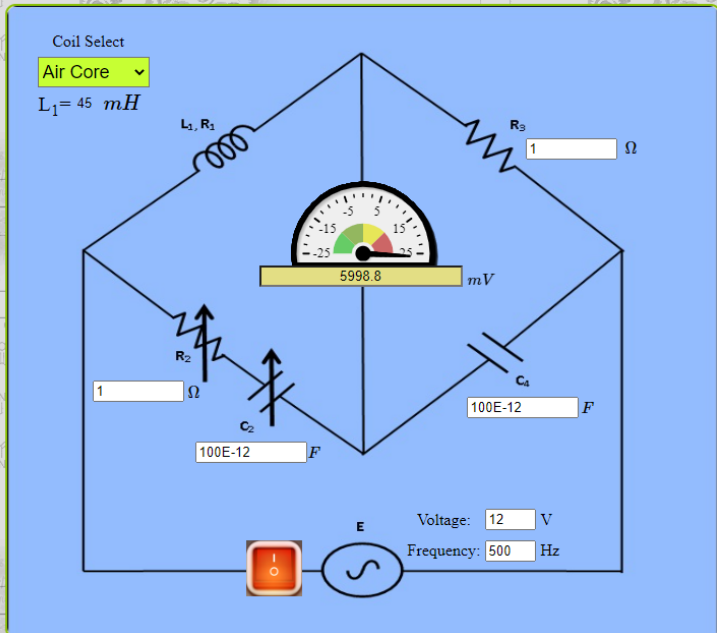 Coil Select
Air Core
L₁= 45 mH
L₁, R₁
R₃
1 Ω
-25 -15 -5 5 15 25
5998.8 mV
R₂
1 Ω
C₄
100E-12 F
C₂
100E-12 F
E
Voltage: 12 V
Frequency: 500 Hz
I
O